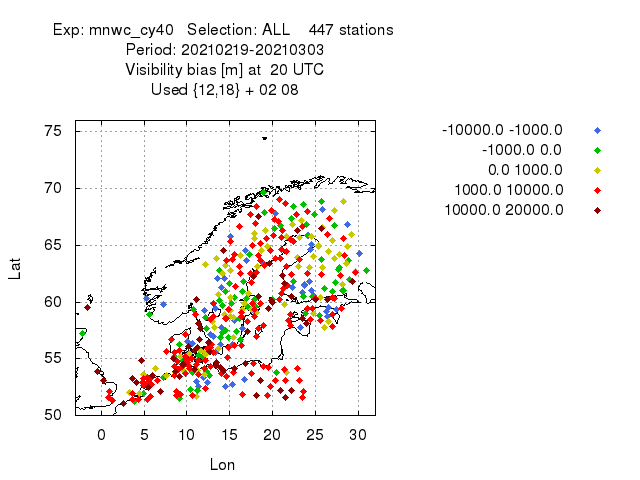 Exp: mnwc_cy40 Selection: ALL 447 stations
Period: 20210219-20210303
Visibility bias [m] at 20 UTC
Used {12,18} + 02 08
-10000.0 -1000.0
-1000.0 0.0
0.0 1000.0
1000.0 10000.0
10000.0 20000.0
75
70
65
60
55
50
Lat
0 5 10 15 20 25 30
Lon